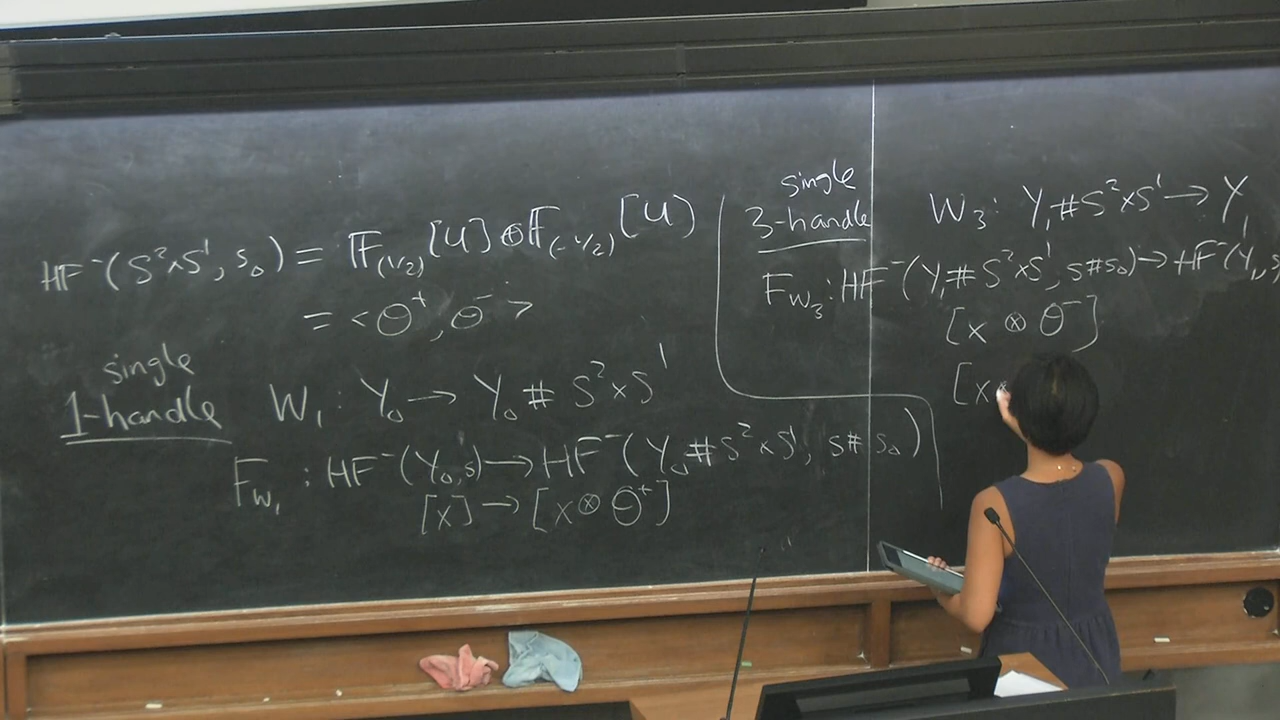 HF⁻(S²×S¹, s₀) = 𝔽₍₁/₂₎[U] ⊕ 𝔽₍₋₁/₂₎[U]
= <Θ⁺, Θ⁻>
single
1-handle
W₁: Y₀ → Y₀ # S²×S¹
F_W₁ : HF⁻(Y₀, s) → HF⁻(Y₀ # S²×S¹, s # s₀)
[x] → [x ⊗ Θ⁺]
single
3-handle
W₃: Y₁ # S²×S¹ → Y₁
F_W₃: HF⁻(Y₁ # S²×S¹, s # s₀) → HF⁻(Y₁, s
[x ⊗ Θ⁻]
[x